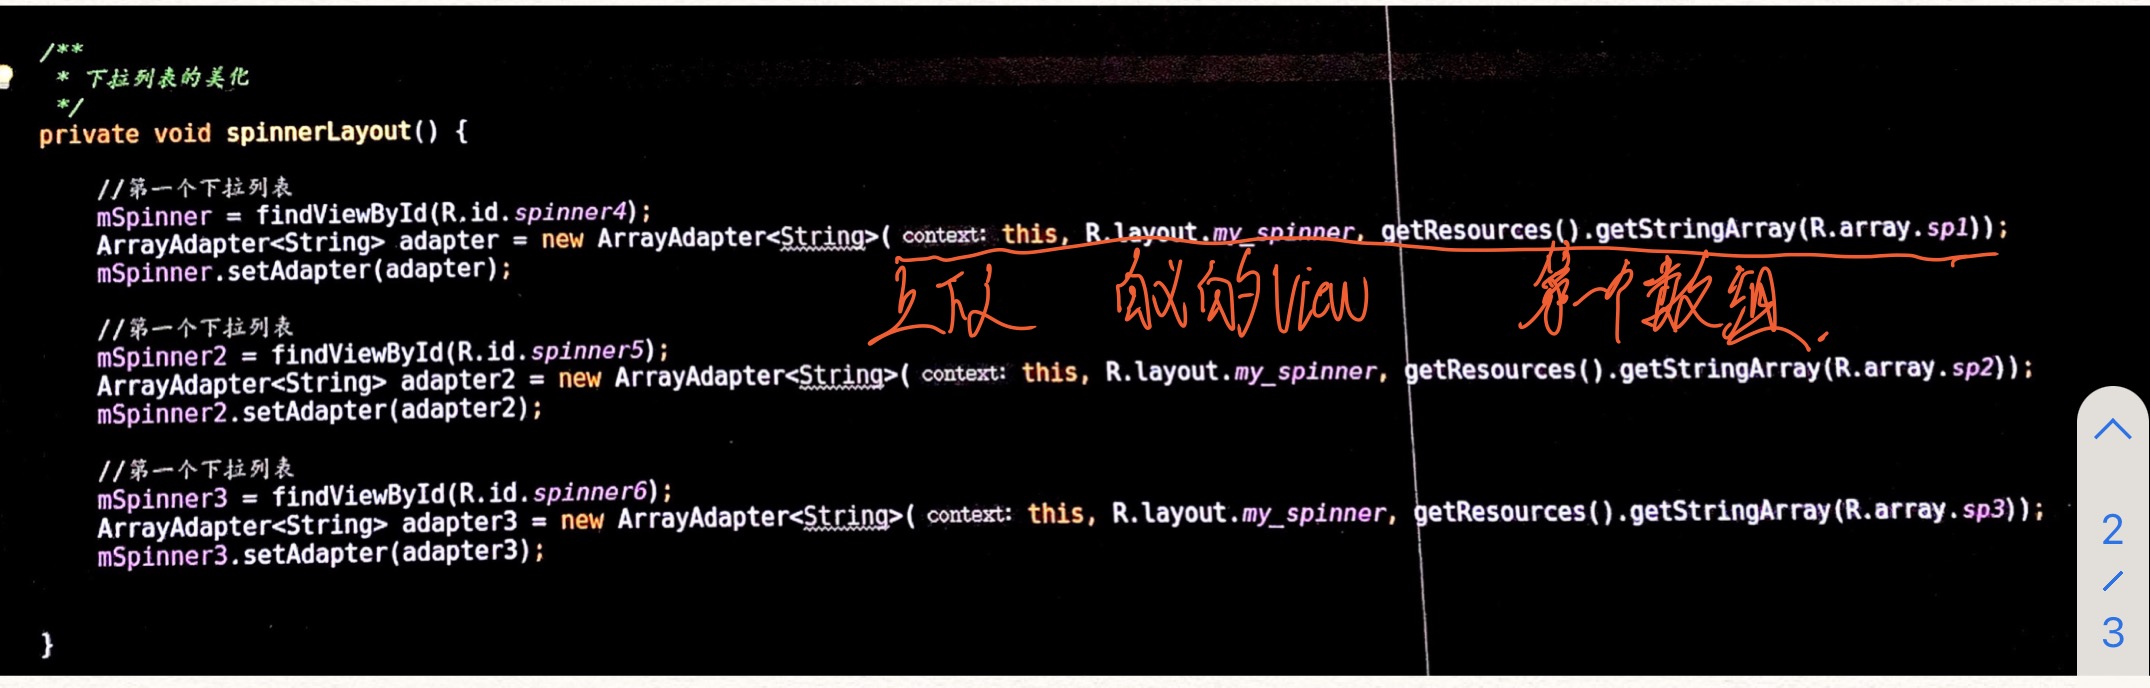 /**
* 下拉列表的美化
*/
private void spinnerLayout() {
//第一个下拉列表
mSpinner = findViewById(R.id.spinner4);
ArrayAdapter<String> adapter = new ArrayAdapter<String>( context: this, R.layout.my_spinner, getResources().getStringArray(R.array.sp1));
mSpinner.setAdapter(adapter);
的View 第一个数组.
//第一个下拉列表
mSpinner2 = findViewById(R.id.spinner5);
ArrayAdapter<String> adapter2 = new ArrayAdapter<String>( context: this, R.layout.my_spinner, getResources().getStringArray(R.array.sp2));
mSpinner2.setAdapter(adapter2);
//第一个下拉列表
mSpinner3 = findViewById(R.id.spinner6);
ArrayAdapter<String> adapter3 = new ArrayAdapter<String>( context: this, R.layout.my_spinner, getResources().getStringArray(R.array.sp3));
mSpinner3.setAdapter(adapter3);
}
2
/
3